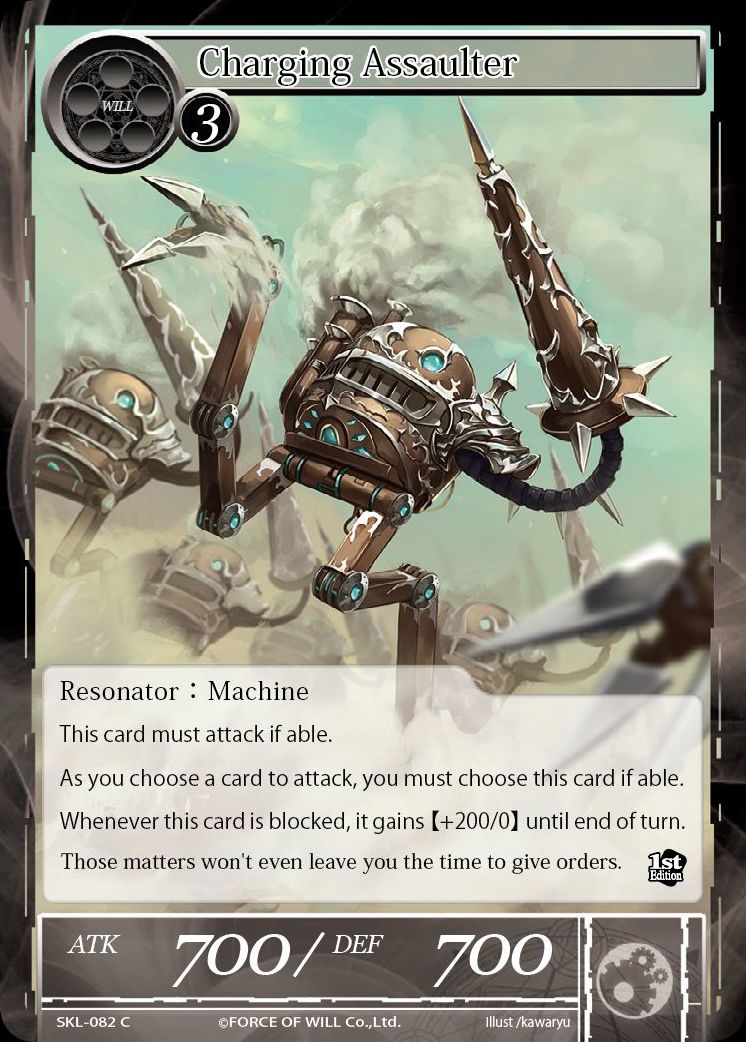 Charging Assaulter
WILL
3
Resonator : Machine
This card must attack if able.
As you choose a card to attack, you must choose this card if able.
Whenever this card is blocked, it gains 【+200/0】 until end of turn.
Those matters won't even leave you the time to give orders.
1st
Edition
ATK 700 / DEF 700
SKL-082 C ©FORCE OF WILL Co.,Ltd. Illust /kawaryu